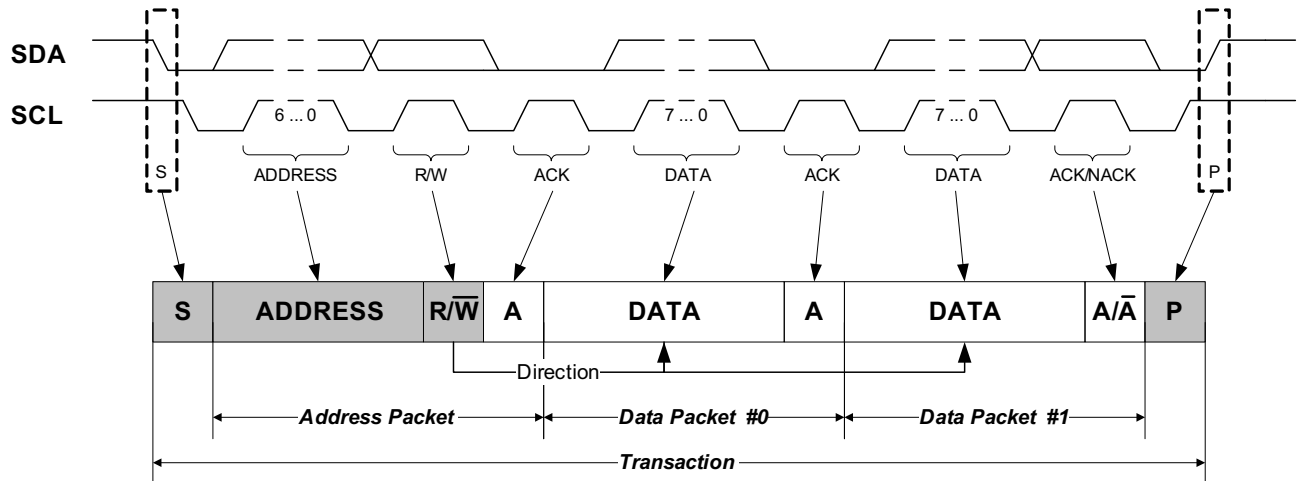 SDA
SCL
6 ... 0
7 ... 0
7 ... 0
S
ADDRESS
R/W
ACK
DATA
ACK
DATA
ACK/NACK
P
S
ADDRESS
R/W̅
A
DATA
A
DATA
A/A̅
P
Direction
Address Packet
Data Packet #0
Data Packet #1
Transaction